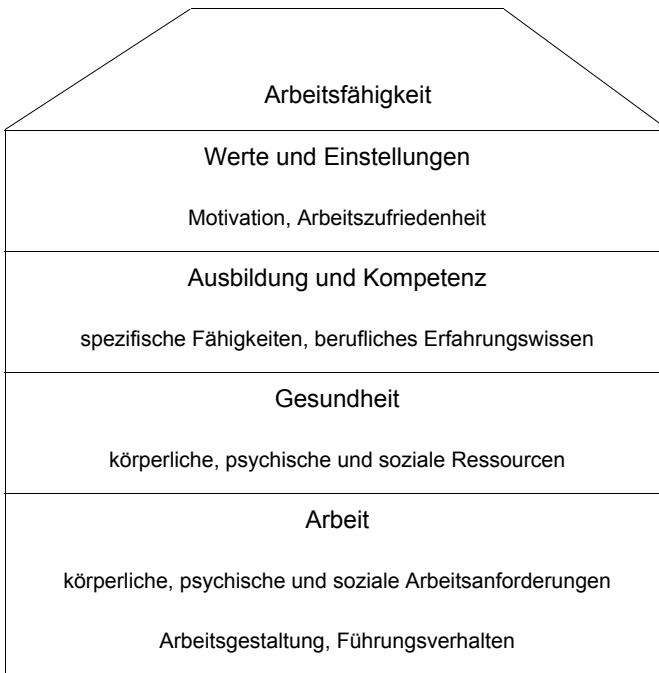 Arbeitsfähigkeit
Werte und Einstellungen
Motivation, Arbeitszufriedenheit
Ausbildung und Kompetenz
spezifische Fähigkeiten, berufliches Erfahrungswissen
Gesundheit
körperliche, psychische und soziale Ressourcen
Arbeit
körperliche, psychische und soziale Arbeitsanforderungen
Arbeitsgestaltung, Führungsverhalten